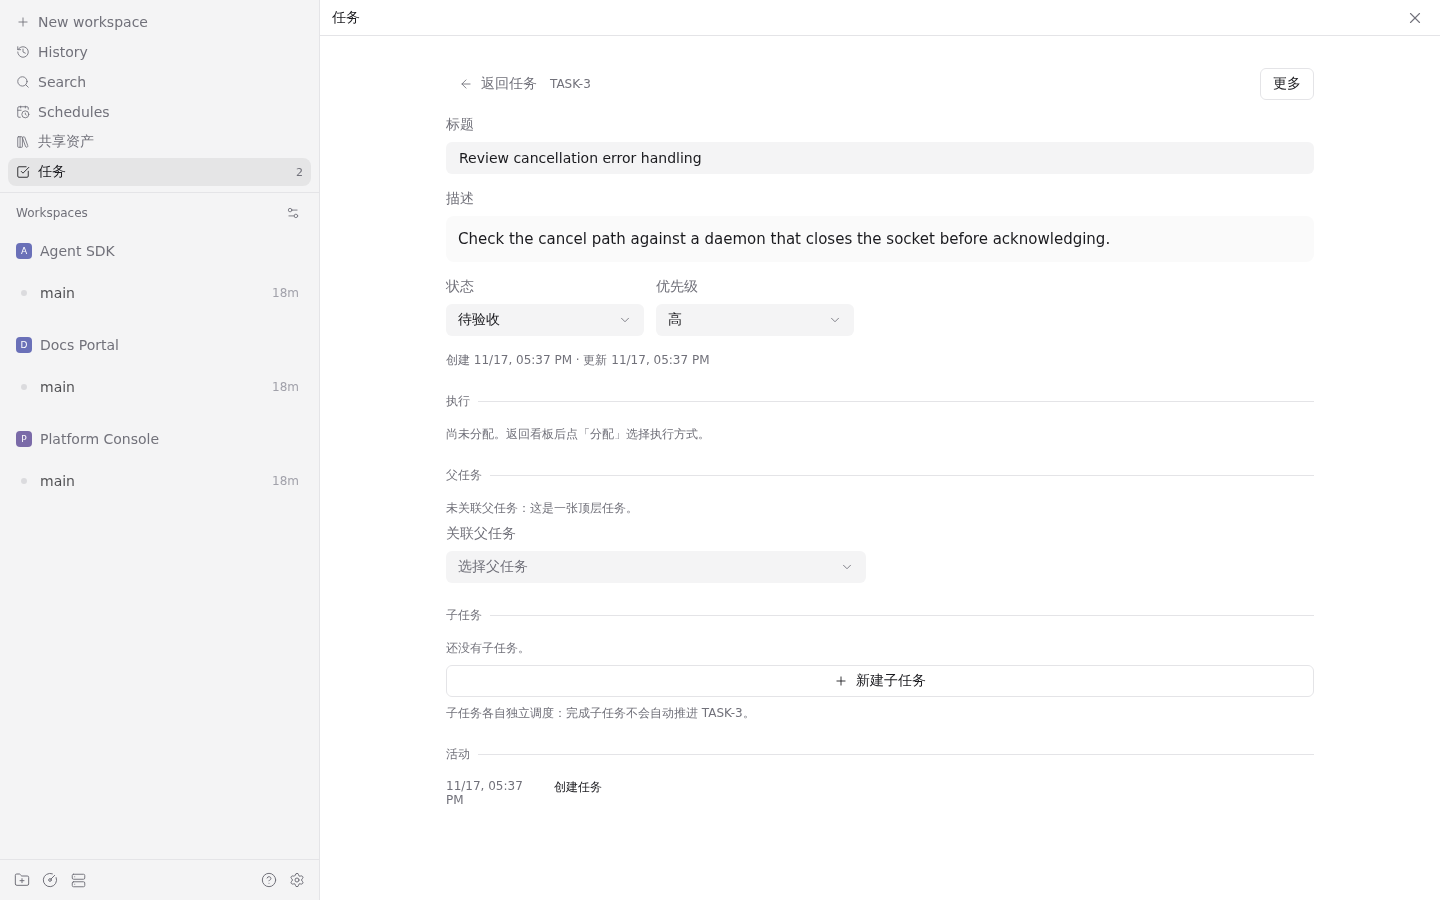 New workspace
History
Search
Schedules
共享资产
任务 2
Workspaces
A Agent SDK
main 18m
D Docs Portal
main 18m
P Platform Console
main 18m
任务
返回任务 TASK-3 更多
标题
Review cancellation error handling
描述
Check the cancel path against a daemon that closes the socket before acknowledging.
状态 优先级
待验收 高
创建 11/17, 05:37 PM · 更新 11/17, 05:37 PM
执行
尚未分配。返回看板后点「分配」选择执行方式。
父任务
未关联父任务：这是一张顶层任务。
关联父任务
选择父任务
子任务
还没有子任务。
新建子任务
子任务各自独立调度：完成子任务不会自动推进 TASK-3。
活动
11/17, 05:37 PM 创建任务